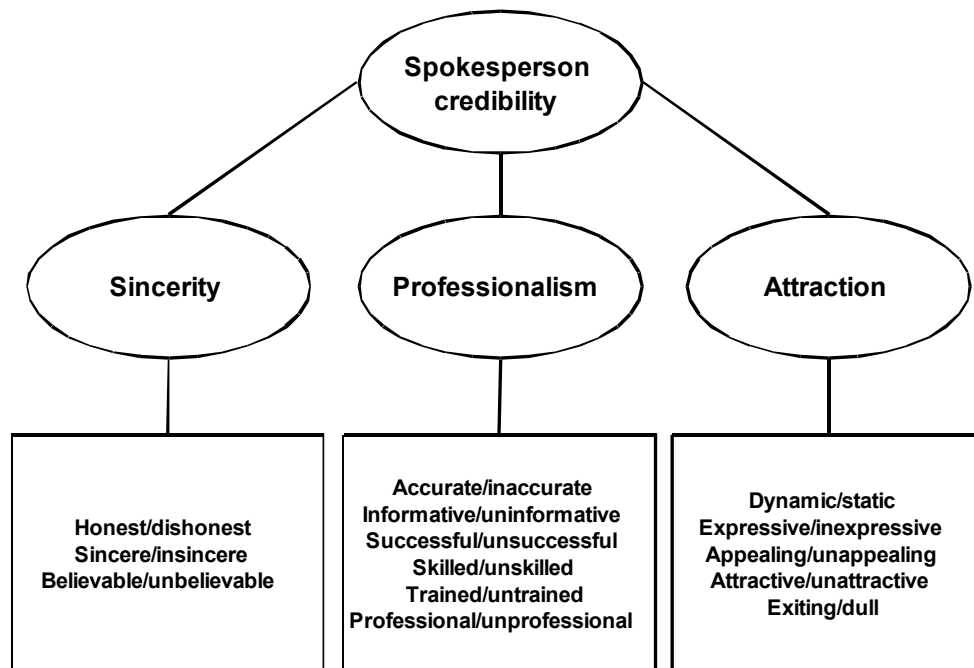 Spokesperson
credibility
Sincerity
Professionalism
Attraction
Honest/dishonest
Sincere/insincere
Believable/unbelievable
Accurate/inaccurate
Informative/uninformative
Successful/unsuccessful
Skilled/unskilled
Trained/untrained
Professional/unprofessional
Dynamic/static
Expressive/inexpressive
Appealing/unappealing
Attractive/unattractive
Exiting/dull